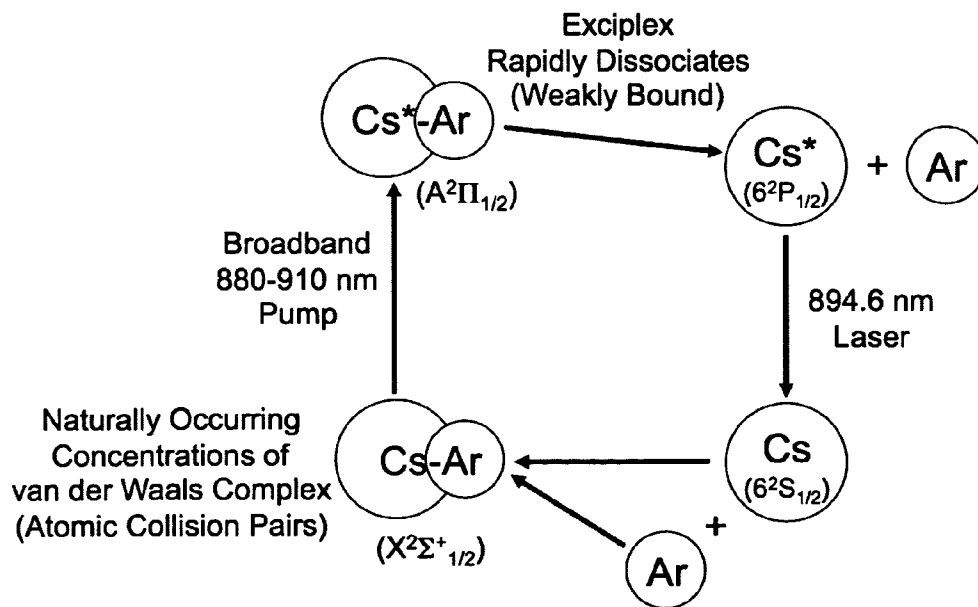 Exciplex
Rapidly Dissociates
(Weakly Bound)
Cs*-Ar
(A²Π₁/₂)
Cs*
(6²P₁/₂)
+
Ar
Broadband
880-910 nm
Pump
894.6 nm
Laser
Naturally Occurring
Concentrations of
van der Waals Complex
(Atomic Collision Pairs)
Cs-Ar
(X²Σ⁺₁/₂)
Cs
(6²S₁/₂)
+
Ar